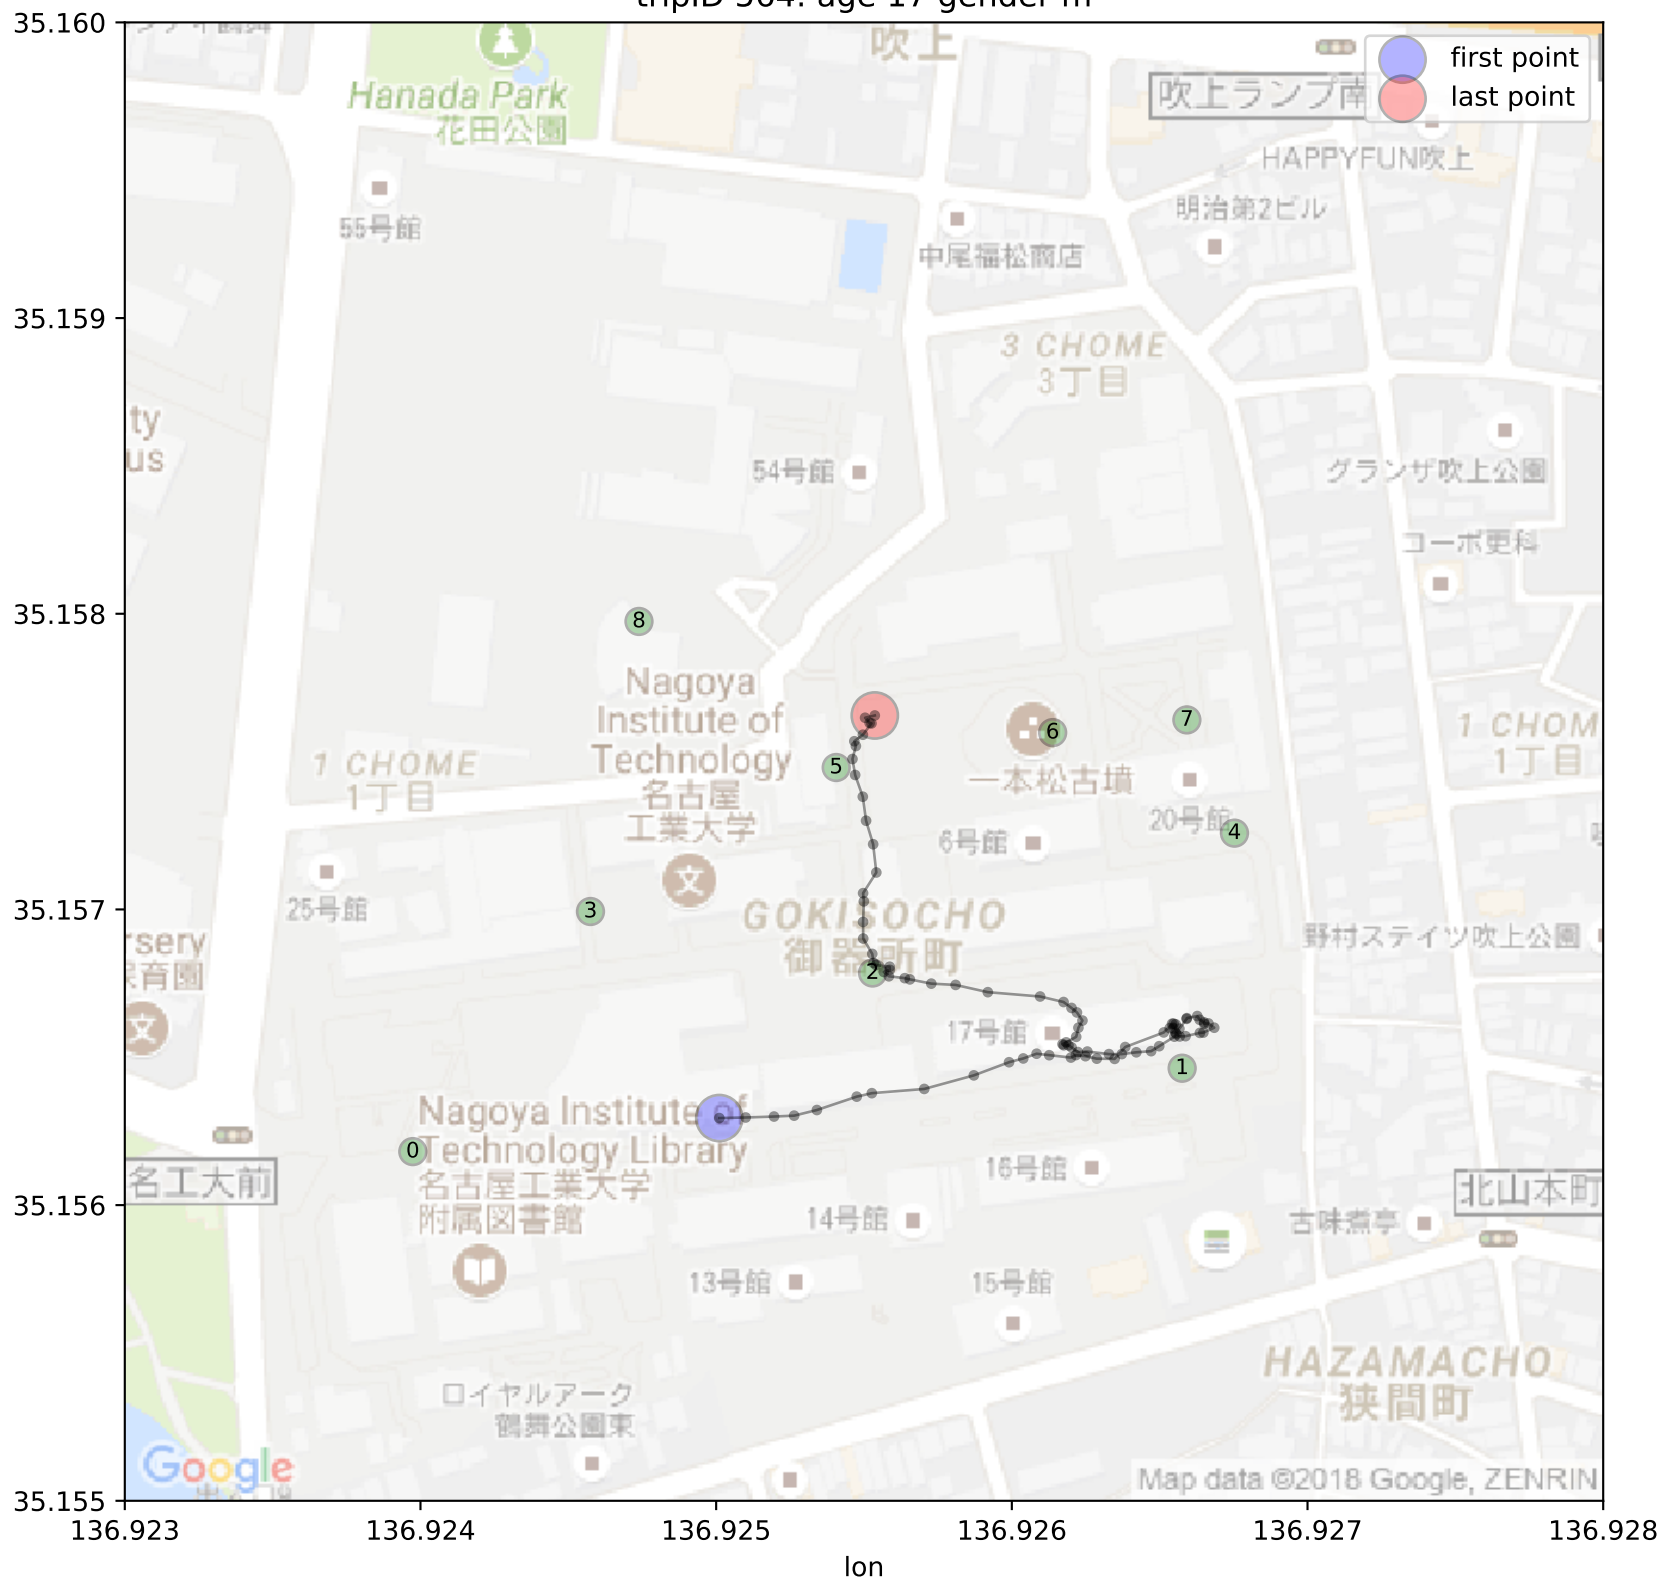 35.160
Hanada Park
花田公園
吹上
first point
last point
吹上ランプ南
HAPPYFUN吹上
明治第2ビル
55号館
中尾福松商店
35.159
3 CHOME
3丁目
ty
us
54号館
グランザ吹上公園
コーポ更科
35.158
8
Nagoya
Institute of
Technology
名古屋
工業大学
7
6
5
1 CHOME
1丁目
一本松古墳
1 CHOM
1丁目
20号館
4
6号館
25号館
3
35.157
GOKISOCHO
御器所町
野村ステイツ吹上公園
rsery
保育園
2
17号館
1
Nagoya Institute of
Technology Library
名古屋工業大学
附属図書館
0
名工大前
16号館
北山本町
35.156
14号館
古味煮亭
13号館
15号館
HAZAMACHO
狭間町
ロイヤルアーク
鶴舞公園東
Google
Map data ©2018 Google, ZENRIN
35.155
136.923
136.924
136.925
136.926
136.927
136.928
lon